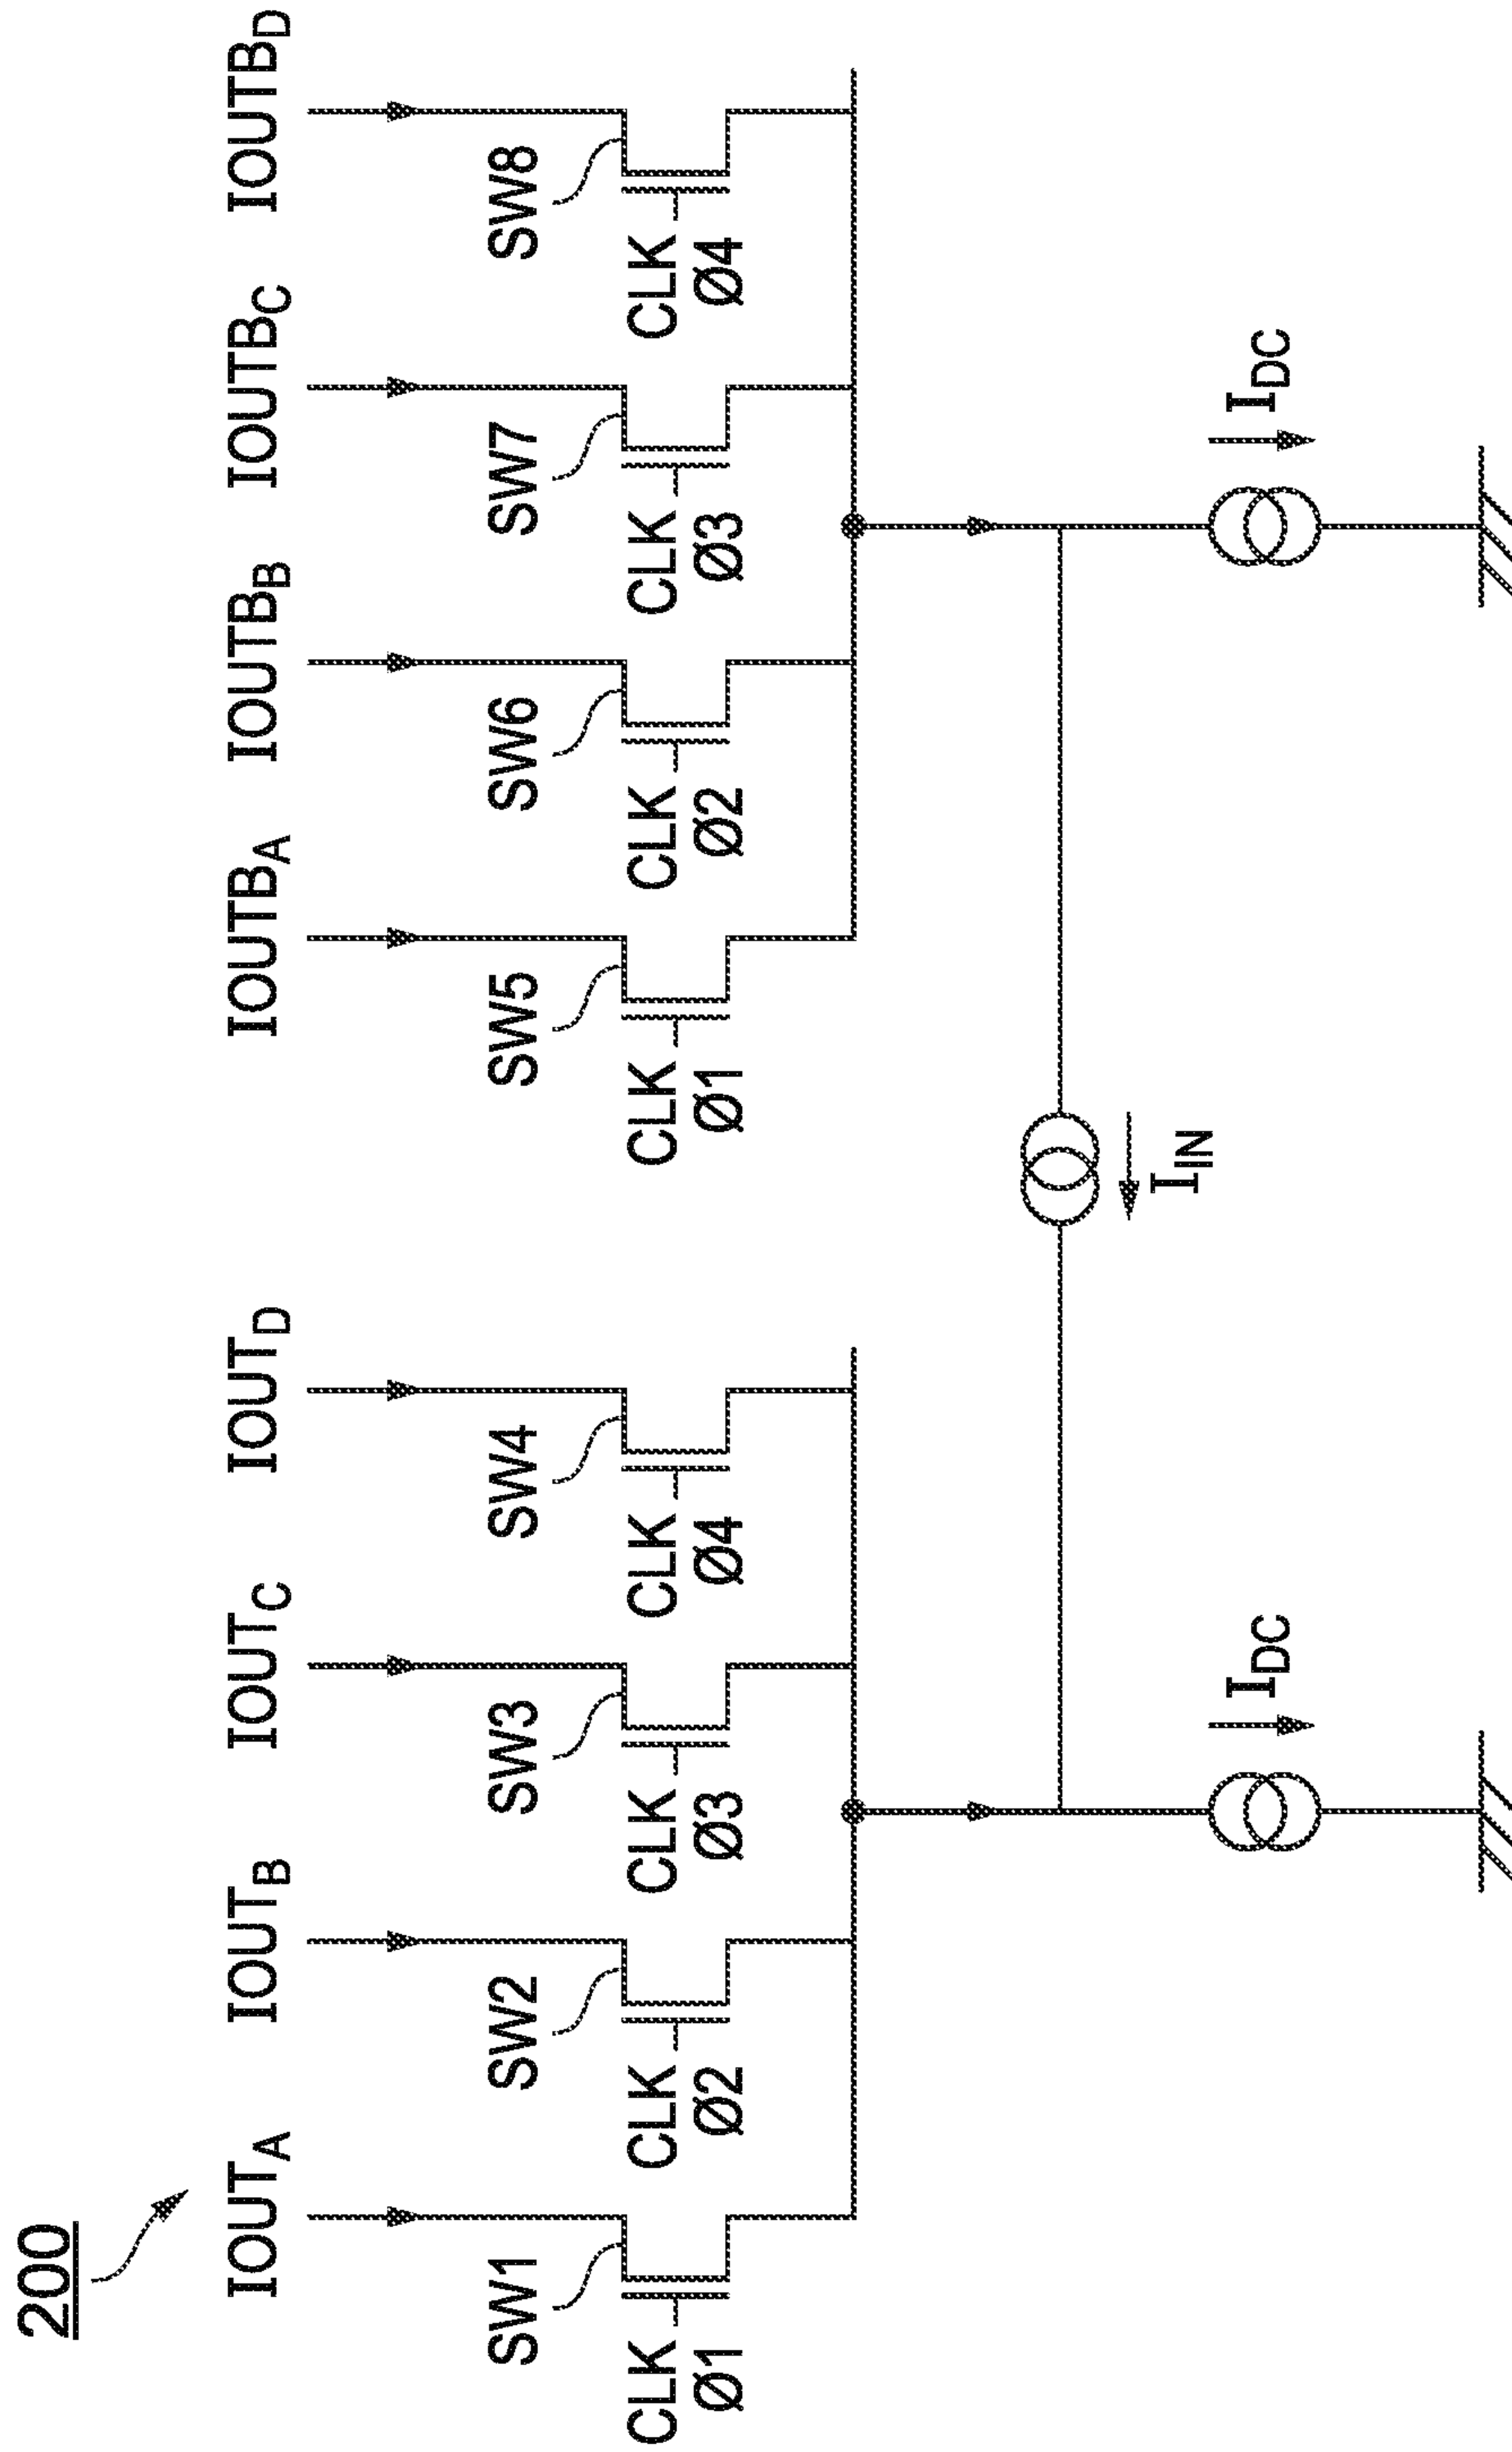 200
IOUT_A IOUT_B IOUT_C IOUT_D IOUTB_A IOUTB_B IOUTB_C IOUTB_D
SW1 SW2 SW3 SW4 SW5 SW6 SW7 SW8
CLK CLK CLK CLK CLK CLK CLK CLK
Ø1 Ø2 Ø3 Ø4 Ø1 Ø2 Ø3 Ø4
I_IN
I_DC I_DC